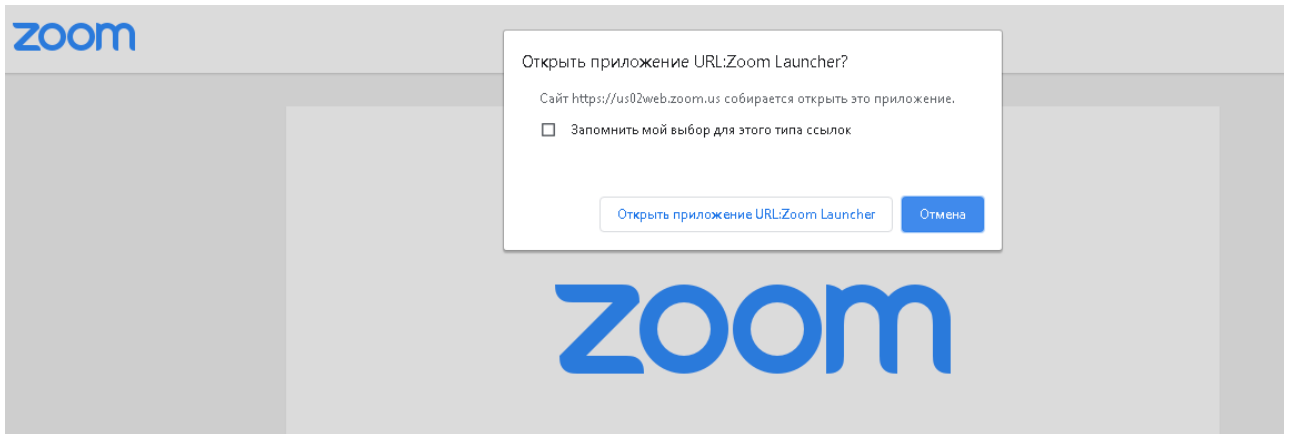 zoom
Открыть приложение URL:Zoom Launcher?
Сайт https://us02web.zoom.us собирается открыть это приложение.
Запомнить мой выбор для этого типа ссылок
Открыть приложение URL:Zoom Launcher
Отмена
zoom